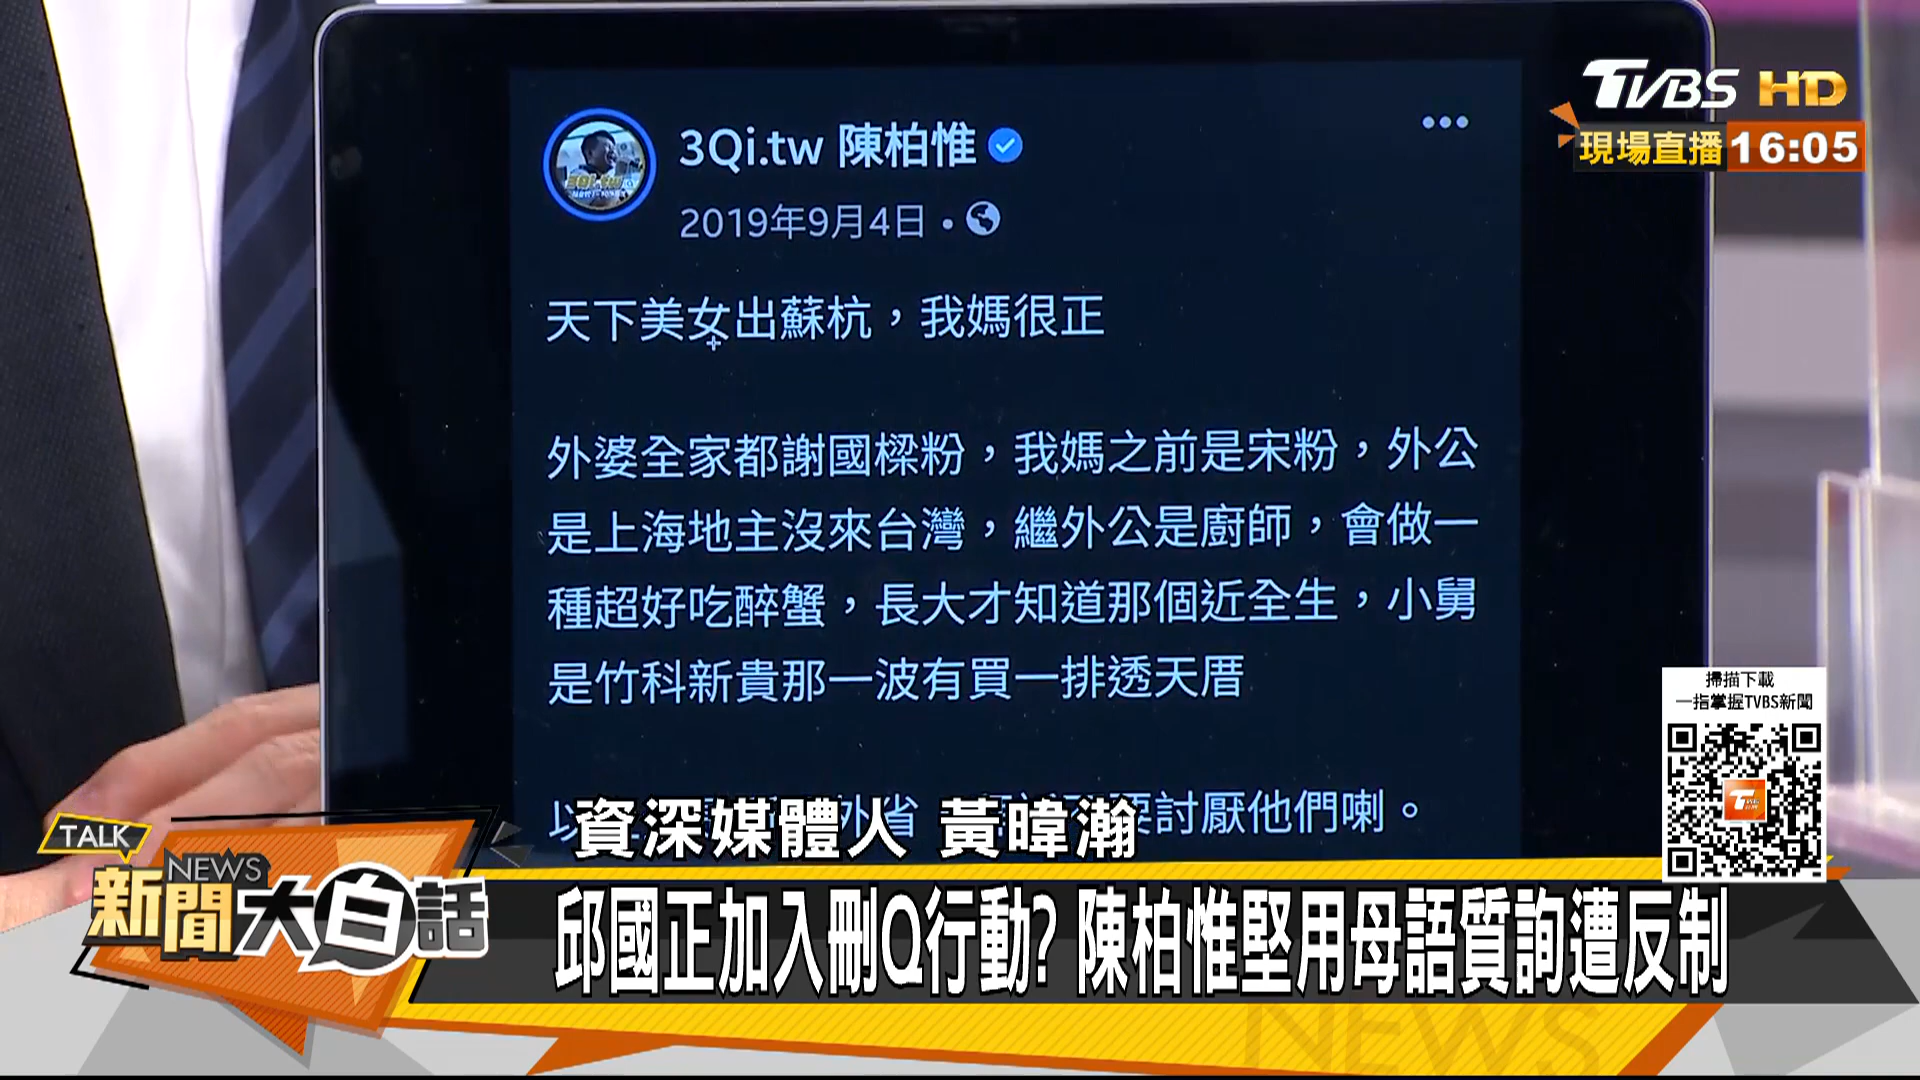 TVBS HD
現場直播 16:05
3Qi.tw 陳柏惟
2019年9月4日
天下美女出蘇杭，我媽很正
外婆全家都謝國樑粉，我媽之前是宋粉，外公
是上海地主沒來台灣，繼外公是廚師，會做一
種超好吃醉蟹，長大才知道那個近全生，小舅
是竹科新貴那一波有買一排透天厝
以 外省 要討厭他們喇。
掃描下載
一指掌握TVBS新聞
資深媒體人 黃暐瀚
TALK
NEWS
新聞大白話
邱國正加入刪Q行動? 陳柏惟堅用母語質詢遭反制
NEWS